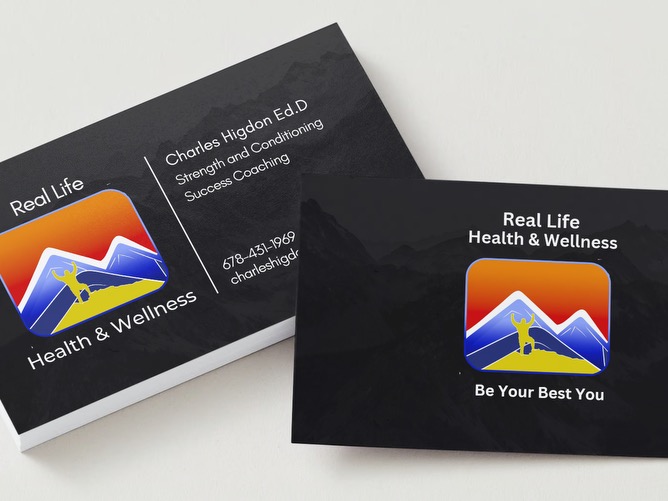 Real Life
Health & Wellness
Charles Higdon Ed.D
Strength and Conditioning
Success Coaching
678-431-1969
Real Life
Health & Wellness
Be Your Best You